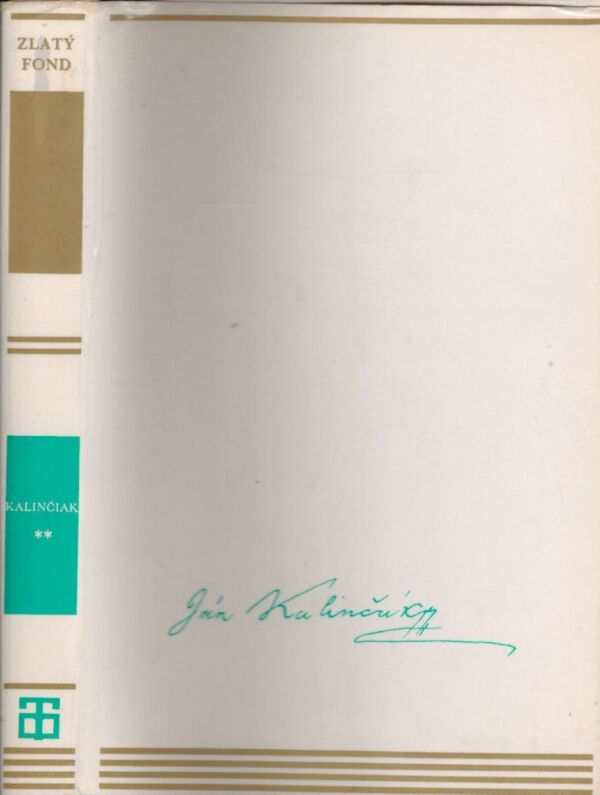 ZLATÝ
FOND
KALINČIAK
**
Ján Kalinčiak